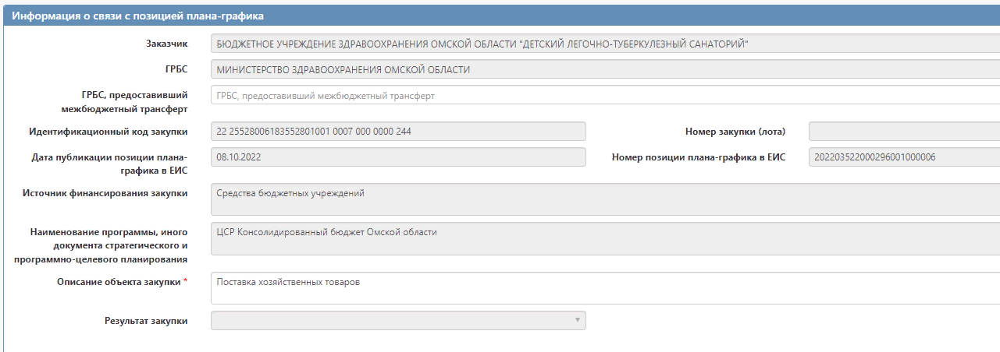 Информация о связи с позицией плана-графика
Заказчик
БЮДЖЕТНОЕ УЧРЕЖДЕНИЕ ЗДРАВООХРАНЕНИЯ ОМСКОЙ ОБЛАСТИ "ДЕТСКИЙ ЛЕГОЧНО-ТУБЕРКУЛЕЗНЫЙ САНАТОРИЙ"
ГРБС
МИНИСТЕРСТВО ЗДРАВООХРАНЕНИЯ ОМСКОЙ ОБЛАСТИ
ГРБС, предоставивший
межбюджетный трансферт
ГРБС, предоставивший межбюджетный трансферт
Идентификационный код закупки
22 25528006183552801001 0007 000 0000 244
Номер закупки (лота)
Дата публикации позиции плана-
графика в ЕИС
08.10.2022
Номер позиции плана-графика в ЕИС
202203522000296001000006
Источник финансирования закупки
Средства бюджетных учреждений
Наименование программы, иного
документа стратегического и
программно-целевого планирования
ЦСР Консолидированный бюджет Омской области
Описание объекта закупки *
Поставка хозяйственных товаров
Результат закупки